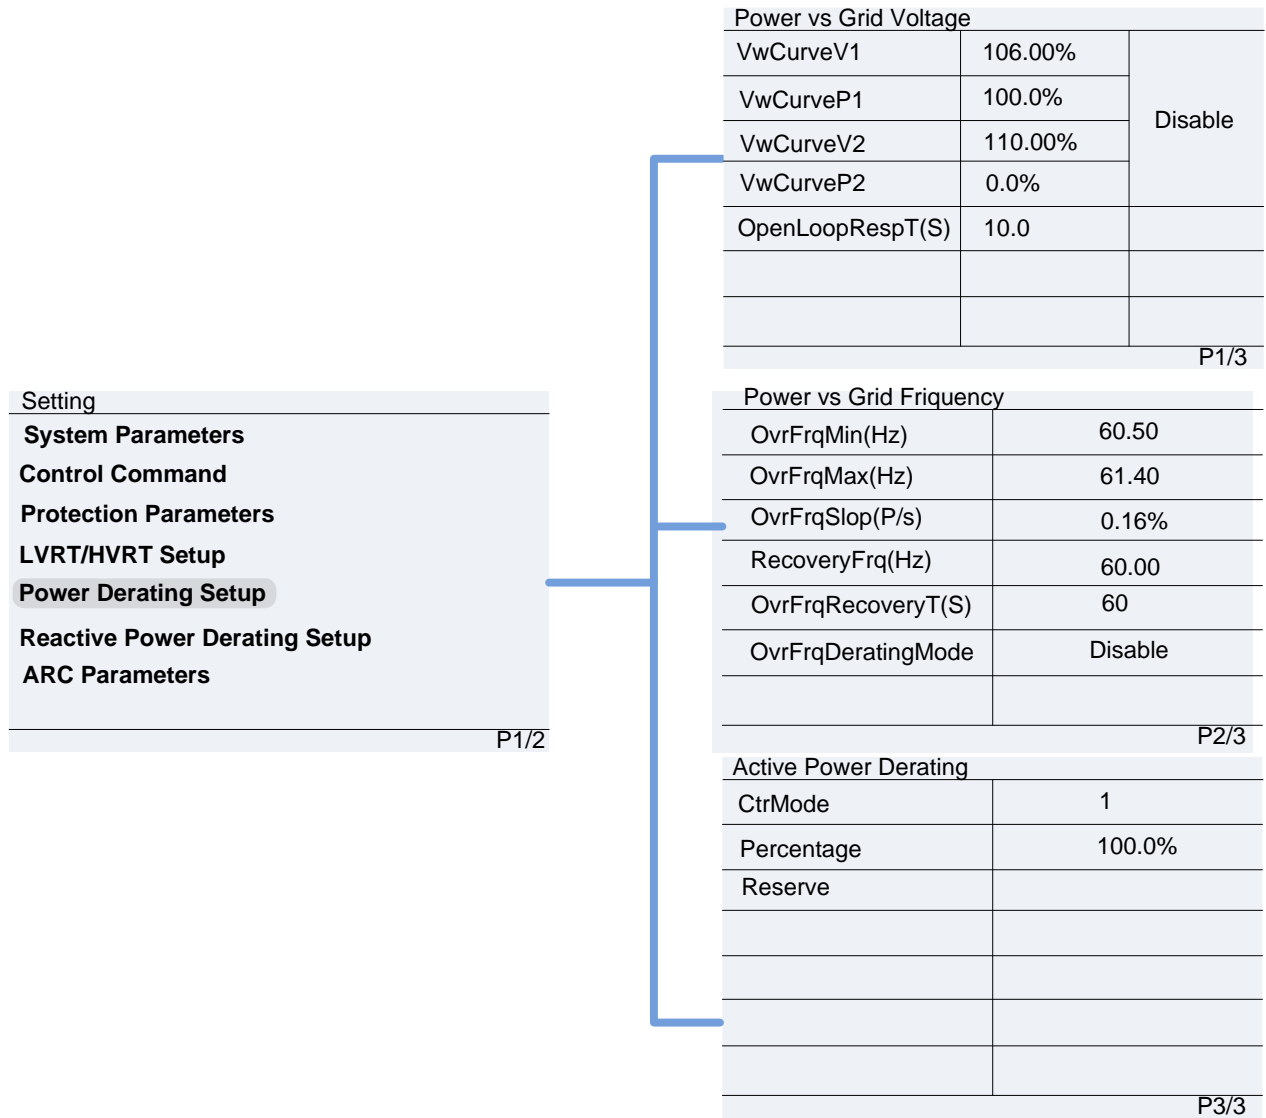 Power vs Grid Voltage
VwCurveV1 106.00%
VwCurveP1 100.0%
Disable
VwCurveV2 110.00%
VwCurveP2 0.0%
OpenLoopRespT(S) 10.0
P1/3
Setting
System Parameters
Control Command
Protection Parameters
LVRT/HVRT Setup
Power Derating Setup
Reactive Power Derating Setup
ARC Parameters
P1/2
Power vs Grid Friquency
OvrFrqMin(Hz) 60.50
OvrFrqMax(Hz) 61.40
OvrFrqSlop(P/s) 0.16%
RecoveryFrq(Hz) 60.00
OvrFrqRecoveryT(S) 60
OvrFrqDeratingMode Disable
P2/3
Active Power Derating
CtrMode 1
Percentage 100.0%
Reserve
P3/3